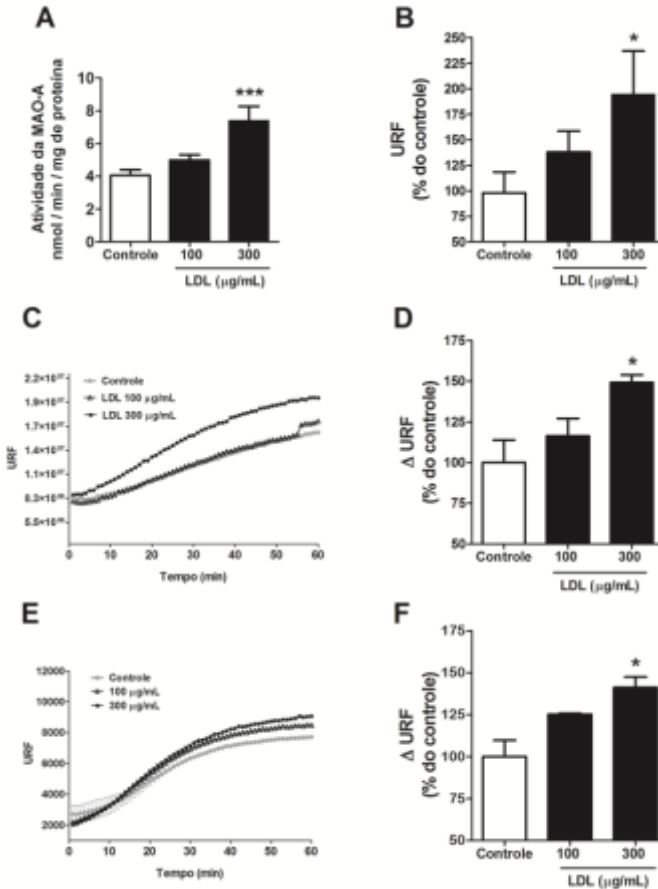 A
Atividade da MAO-A
nmol / min / mg de proteína
10
8
6
4
2
0
***
Controle
100
300
LDL (µg/mL)
B
URF
(% do controle)
250
225
200
175
150
125
100
75
50
*
Controle
100
300
LDL (µg/mL)
C
Controle
LDL 100 µg/mL
LDL 300 µg/mL
URF
0
10
20
30
40
50
60
Tempo (min)
D
Δ URF
(% do controle)
175
150
125
100
75
50
*
Controle
100
300
LDL (µg/mL)
E
Controle
100 µg/mL
300 µg/mL
URF
12000
10000
8000
6000
4000
2000
0
10
20
30
40
50
60
Tempo (min)
F
Δ URF
(% do controle)
175
150
125
100
75
50
*
Controle
100
300
LDL (µg/mL)